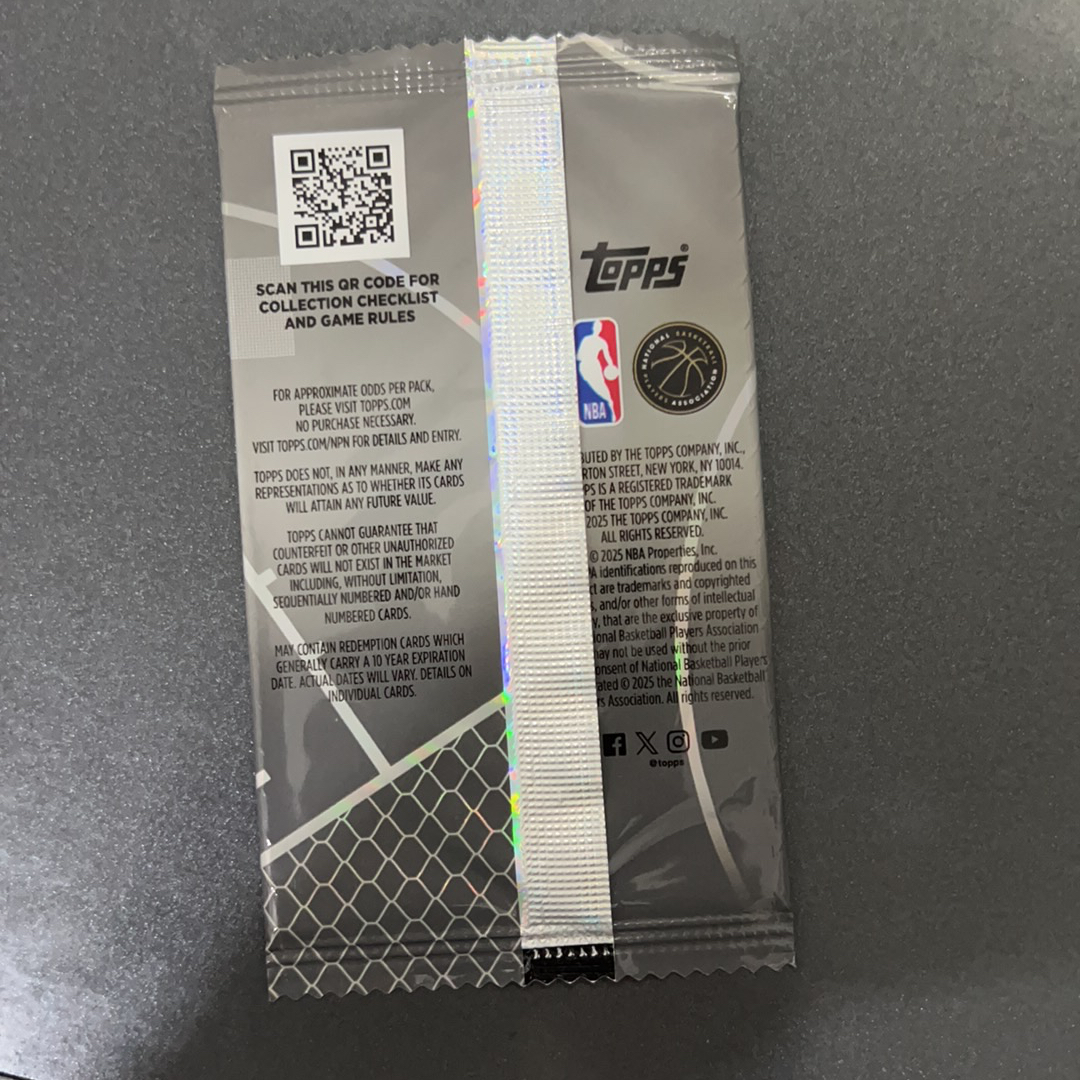 SCAN THIS QR CODE FOR
COLLECTION CHECKLIST
AND GAME RULES
FOR APPROXIMATE ODDS PER PACK,
PLEASE VISIT TOPPS.COM
NO PURCHASE NECESSARY.
VISIT TOPPS.COM/NPN FOR DETAILS AND ENTRY.
TOPPS DOES NOT, IN ANY MANNER, MAKE ANY
REPRESENTATIONS AS TO WHETHER ITS CARDS
WILL ATTAIN ANY FUTURE VALUE.
TOPPS CANNOT GUARANTEE THAT
COUNTERFEIT OR OTHER UNAUTHORIZED
CARDS WILL NOT EXIST IN THE MARKET
INCLUDING, WITHOUT LIMITATION,
SEQUENTIALLY NUMBERED AND/OR HAND
NUMBERED CARDS.
MAY CONTAIN REDEMPTION CARDS WHICH
GENERALLY CARRY A 10 YEAR EXPIRATION
DATE. ACTUAL DATES WILL VARY. DETAILS ON
INDIVIDUAL CARDS.
topps®
NBA
NATIONAL BASKETBALL
PLAYERS ASSOCIATION
BUTED BY THE TOPPS COMPANY, INC.,
RTON STREET, NEW YORK, NY 10014.
PS IS A REGISTERED TRADEMARK
OF THE TOPPS COMPANY, INC.
2025 THE TOPPS COMPANY, INC.
ALL RIGHTS RESERVED.
© 2025 NBA Properties, Inc.
A identifications reproduced on this
ct are trademarks and copyrighted
s, and/or other forms of intellectual
y, that are the exclusive property of
ional Basketball Players Association
may not be used without the prior
onsent of National Basketball Players
ated © 2025 the National Basketball
rs Association. All rights reserved.
@topps